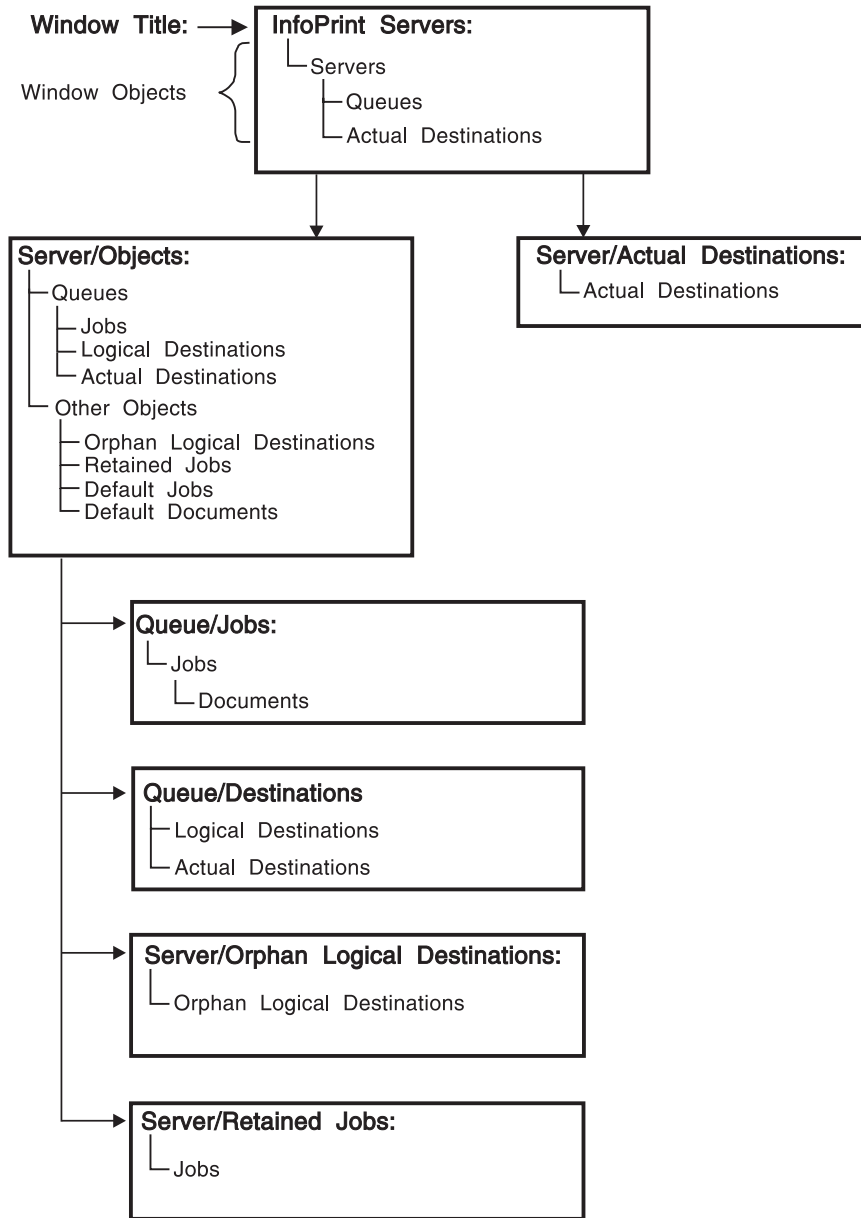 Window Title:
InfoPrint Servers:
Servers
Window Objects
Queues
Actual Destinations
Server/Objects:
Queues
Jobs
Logical Destinations
Actual Destinations
Other Objects
Orphan Logical Destinations
Retained Jobs
Default Jobs
Default Documents
Server/Actual Destinations:
Actual Destinations
Queue/Jobs:
Jobs
Documents
Queue/Destinations
Logical Destinations
Actual Destinations
Server/Orphan Logical Destinations:
Orphan Logical Destinations
Server/Retained Jobs:
Jobs